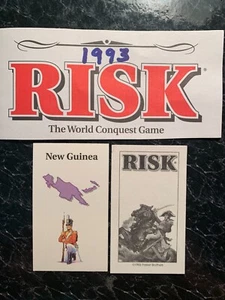 1993
RISK®
The World Conquest Game
New Guinea
RISK®